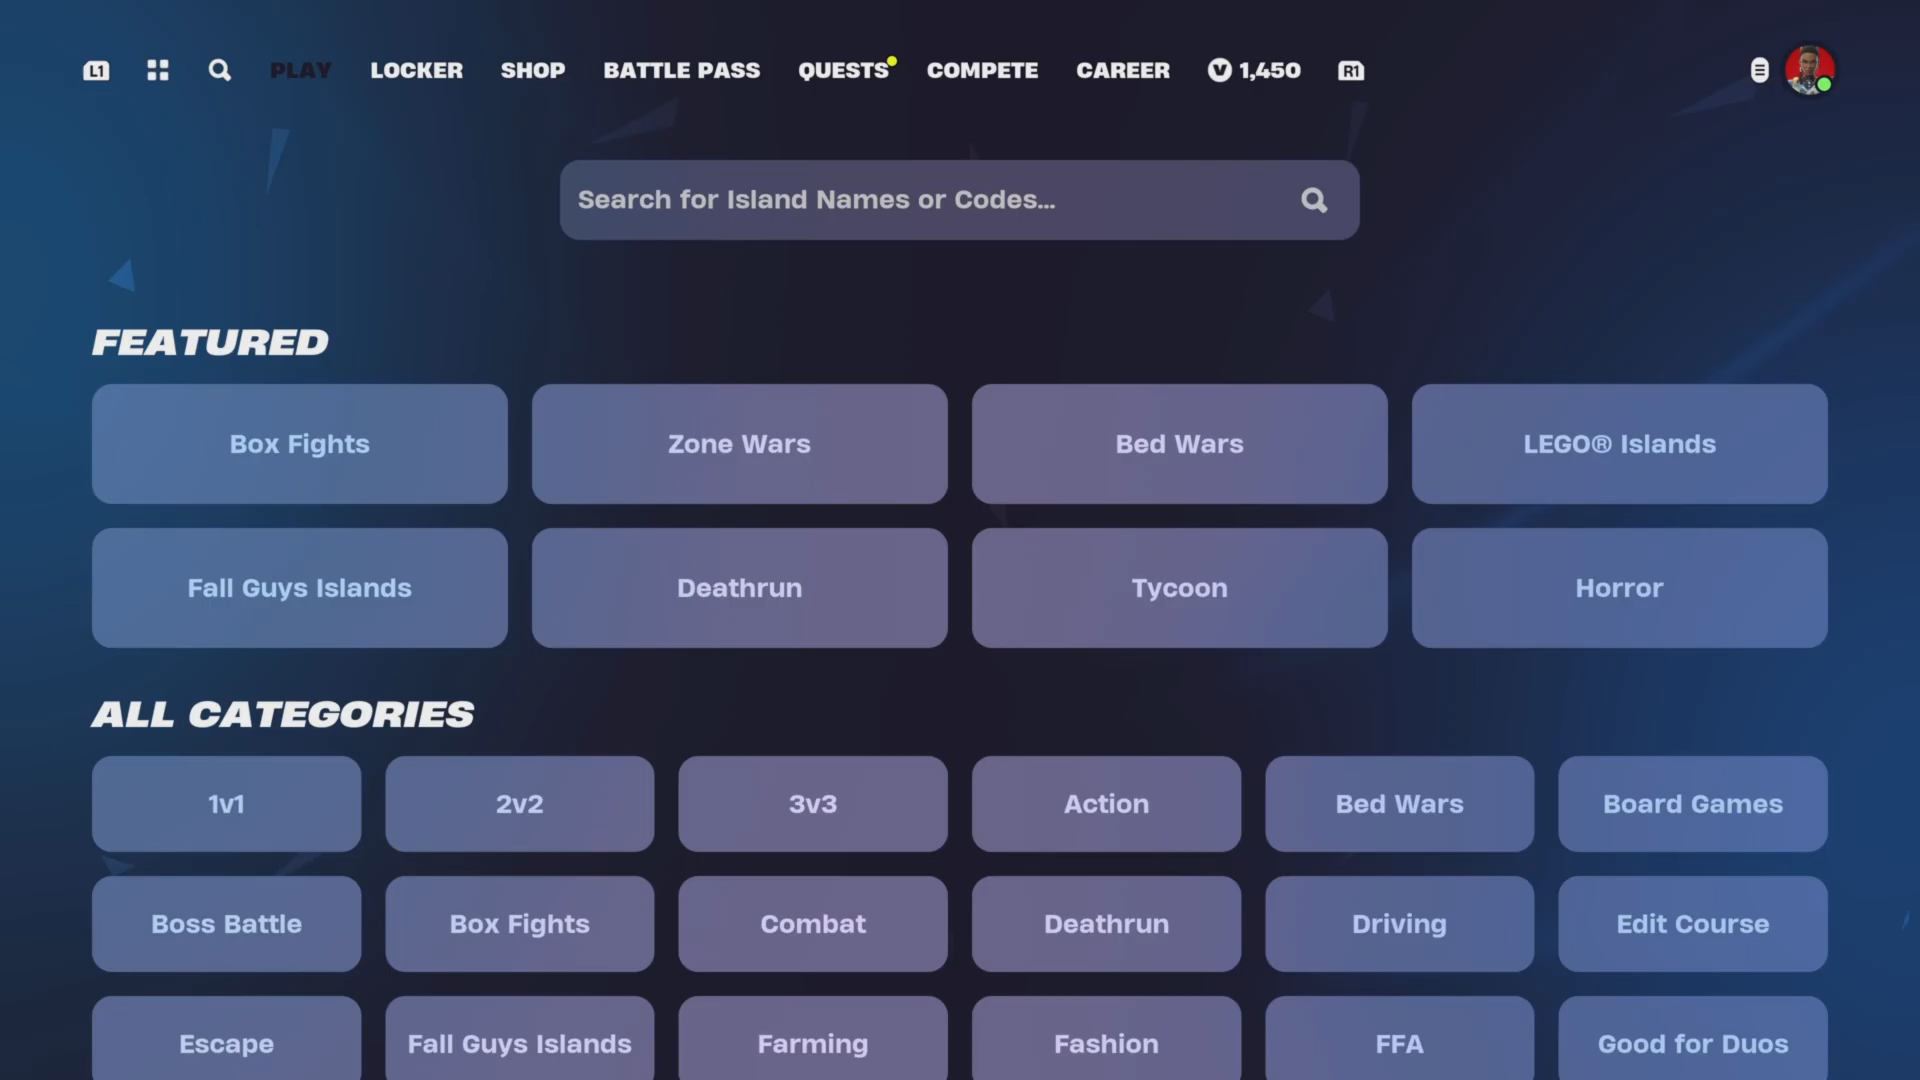 L1 PLAY LOCKER SHOP BATTLE PASS QUESTS COMPETE CAREER V 1,450 R1
Search for Island Names or Codes...
FEATURED
Box Fights Zone Wars Bed Wars LEGO® Islands
Fall Guys Islands Deathrun Tycoon Horror
ALL CATEGORIES
1v1 2v2 3v3 Action Bed Wars Board Games
Boss Battle Box Fights Combat Deathrun Driving Edit Course
Escape Fall Guys Islands Farming Fashion FFA Good for Duos